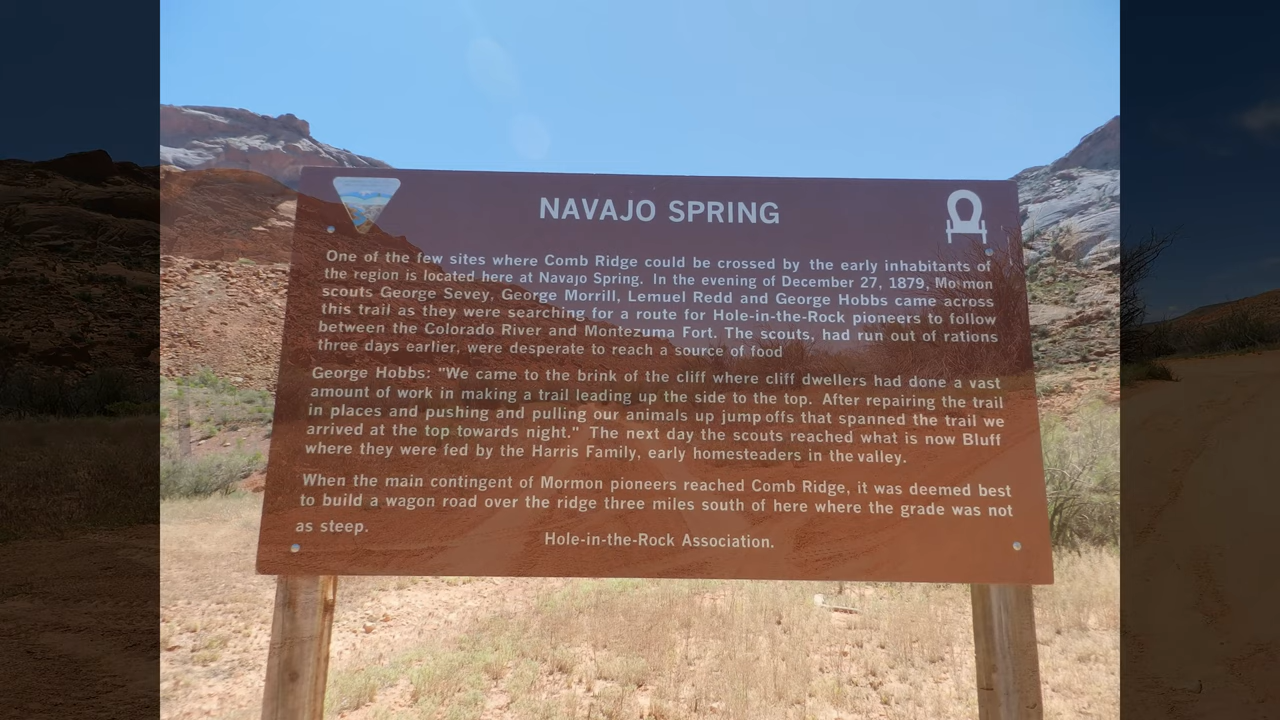 NAVAJO SPRING
One of the few sites where Comb Ridge could be crossed by the early inhabitants of
the region is located here at Navajo Spring. In the evening of December 27, 1879, Mormon
scouts George Sevey, George Morrill, Lemuel Redd and George Hobbs came across
this trail as they were searching for a route for Hole-in-the-Rock pioneers to follow
between the Colorado River and Montezuma Fort. The scouts, had run out of rations
three days earlier, were desperate to reach a source of food
George Hobbs: "We came to the brink of the cliff where cliff dwellers had done a vast
amount of work in making a trail leading up the side to the top. After repairing the trail
in places and pushing and pulling our animals up jump offs that spanned the trail we
arrived at the top towards night." The next day the scouts reached what is now Bluff
where they were fed by the Harris Family, early homesteaders in the valley.
When the main contingent of Mormon pioneers reached Comb Ridge, it was deemed best
to build a wagon road over the ridge three miles south of here where the grade was not
as steep.
Hole-in-the-Rock Association.